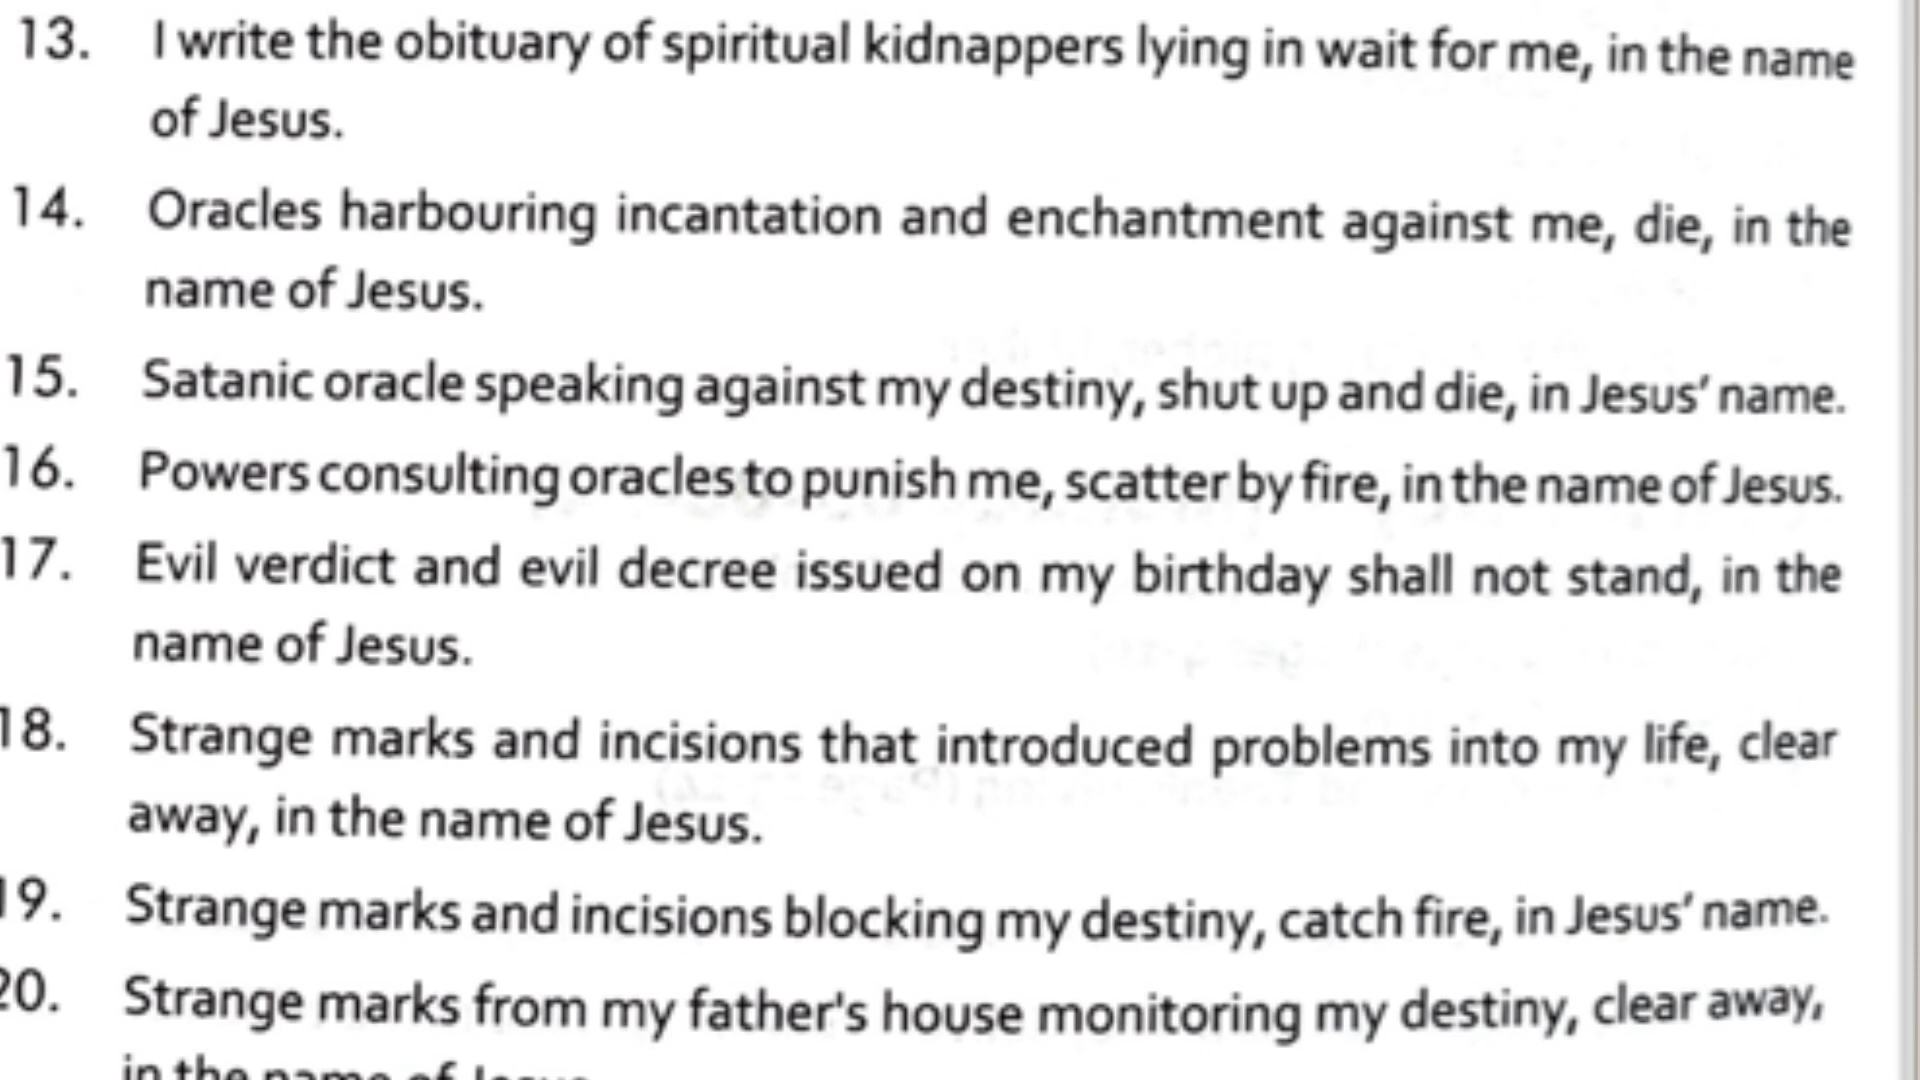 13. I write the obituary of spiritual kidnappers lying in wait for me, in the name
of Jesus.
14. Oracles harbouring incantation and enchantment against me, die, in the
name of Jesus.
15. Satanic oracle speaking against my destiny, shut up and die, in Jesus' name.
16. Powers consulting oracles to punish me, scatter by fire, in the name of Jesus.
17. Evil verdict and evil decree issued on my birthday shall not stand, in the
name of Jesus.
18. Strange marks and incisions that introduced problems into my life, clear
away, in the name of Jesus.
19. Strange marks and incisions blocking my destiny, catch fire, in Jesus' name.
20. Strange marks from my father's house monitoring my destiny, clear away,
in the name of Jesus